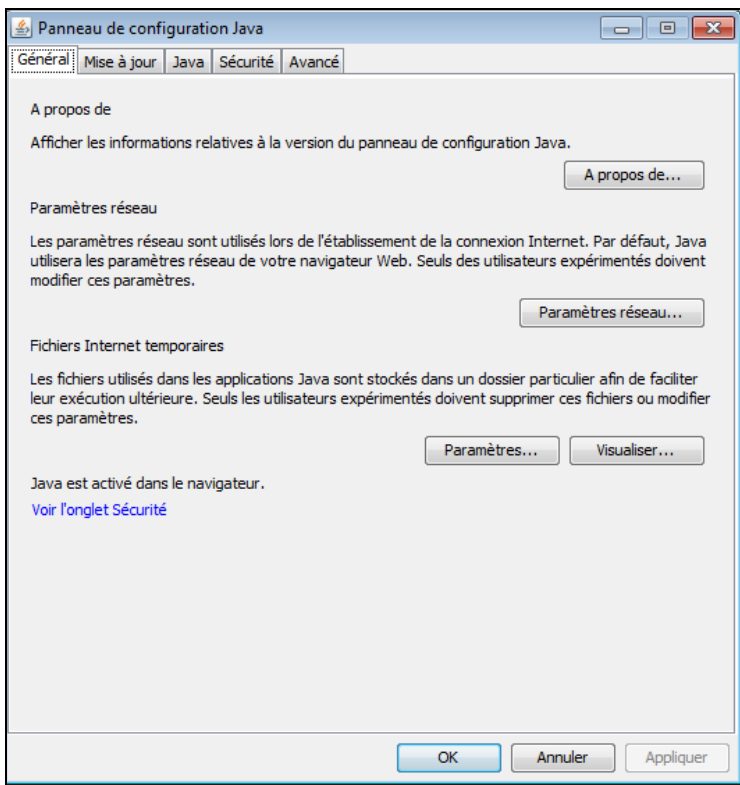 Panneau de configuration Java
Général Mise à jour Java Sécurité Avancé
A propos de
Afficher les informations relatives à la version du panneau de configuration Java.
A propos de...
Paramètres réseau
Les paramètres réseau sont utilisés lors de l'établissement de la connexion Internet. Par défaut, Java
utilisera les paramètres réseau de votre navigateur Web. Seuls des utilisateurs expérimentés doivent
modifier ces paramètres.
Paramètres réseau...
Fichiers Internet temporaires
Les fichiers utilisés dans les applications Java sont stockés dans un dossier particulier afin de faciliter
leur exécution ultérieure. Seuls les utilisateurs expérimentés doivent supprimer ces fichiers ou modifier
ces paramètres.
Paramètres... Visualiser...
Java est activé dans le navigateur.
Voir l'onglet Sécurité
OK Annuler Appliquer